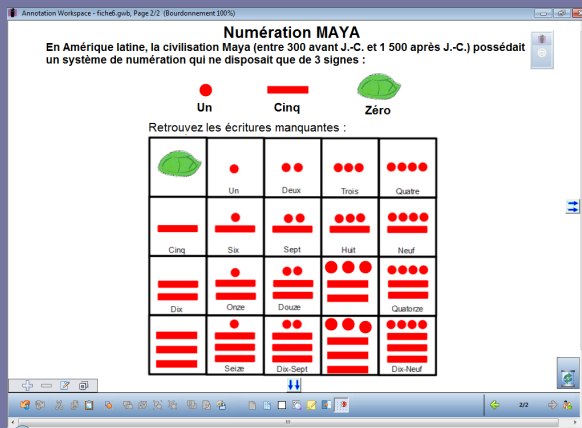 Annotation Workspace - fiche6.gwb, Page 2/2 (Bourdonnement 100%)
Numération MAYA
En Amérique latine, la civilisation Maya (entre 300 avant J.-C. et 1 500 après J.-C.) possédait
un système de numération qui ne disposait que de 3 signes :
Un Cinq Zéro
Retrouvez les écritures manquantes :
Un Deux Trois Quatre
Cinq Six Sept Huit Neuf
Dix Onze Douze Quatorze
Seize Dix-Sept Dix-Neuf
2/2